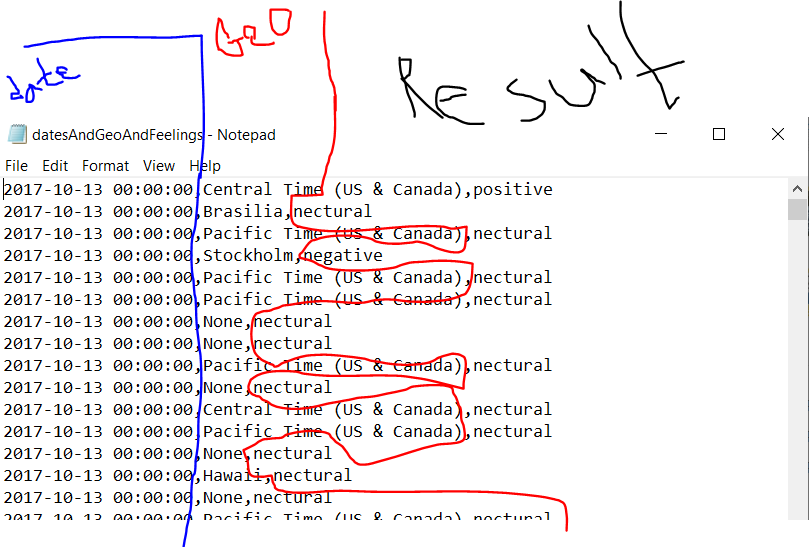 GeO
Result
date
datesAndGeoAndFeelings - Notepad
File Edit Format View Help
2017-10-13 00:00:00,Central Time (US & Canada),positive
2017-10-13 00:00:00,Brasilia,nectural
2017-10-13 00:00:00,Pacific Time (US & Canada),nectural
2017-10-13 00:00:00,Stockholm,negative
2017-10-13 00:00:00,Pacific Time (US & Canada),nectural
2017-10-13 00:00:00,Pacific Time (US & Canada),nectural
2017-10-13 00:00:00,None,nectural
2017-10-13 00:00:00,None,nectural
2017-10-13 00:00:00,Pacific Time (US & Canada),nectural
2017-10-13 00:00:00,None,nectural
2017-10-13 00:00:00,Central Time (US & Canada),nectural
2017-10-13 00:00:00,Pacific Time (US & Canada),nectural
2017-10-13 00:00:00,None,nectural
2017-10-13 00:00:00,Hawaii,nectural
2017-10-13 00:00:00,None,nectural
2017-10-13 00:00:00,Pacific Time (US & Canada),nectural